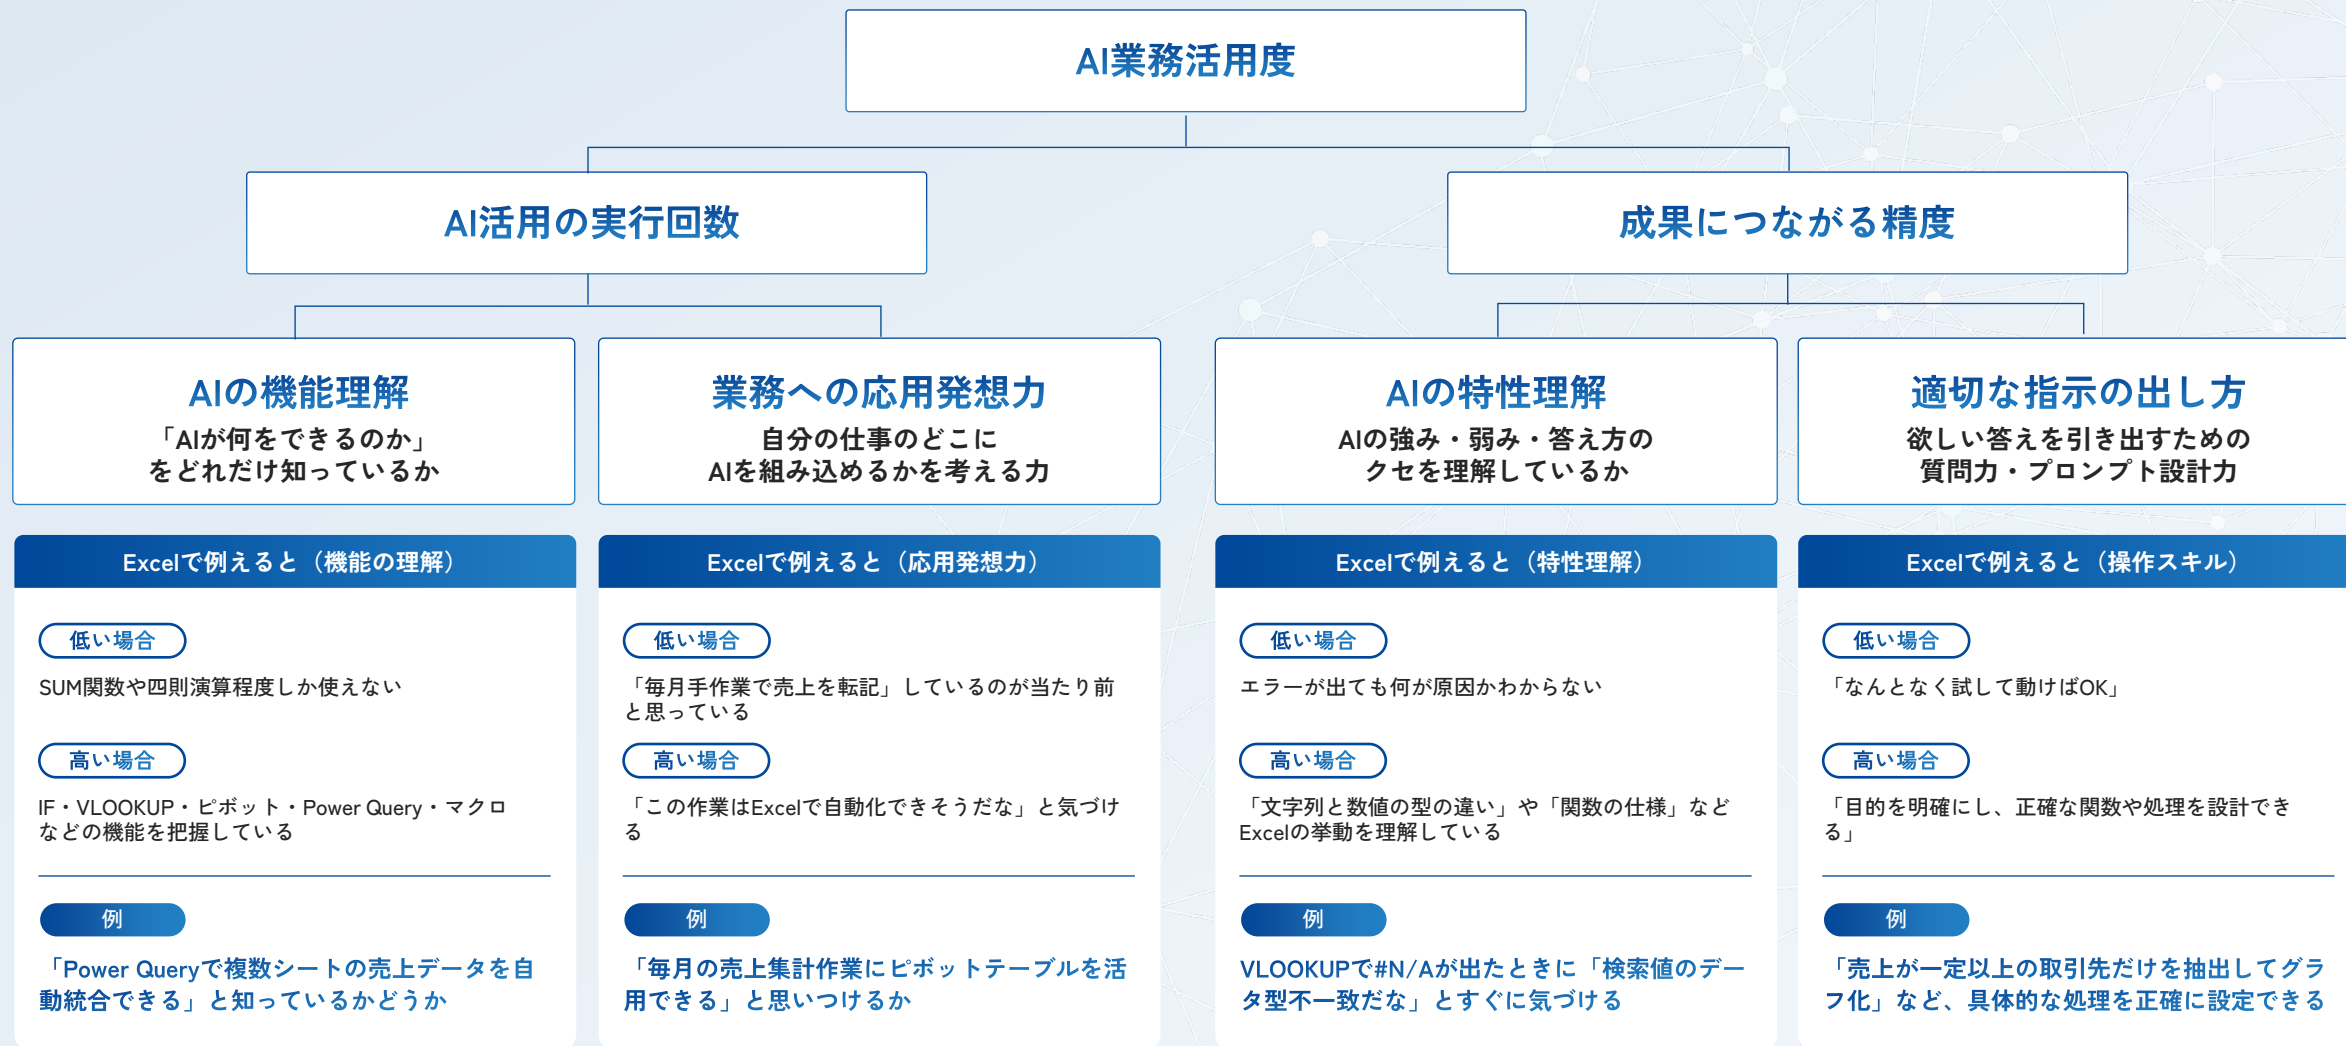 AI業務活用度
AI活用の実行回数
成果につながる精度
AIの機能理解
「AIが何をできるのか」
をどれだけ知っているか
業務への応用発想力
自分の仕事のどこに
AIを組み込めるかを考える力
AIの特性理解
AIの強み・弱み・答え方の
クセを理解しているか
適切な指示の出し方
欲しい答えを引き出すための
質問力・プロンプト設計力
Excelで例えると（機能の理解）
低い場合
SUM関数や四則演算程度しか使えない
高い場合
IF・VLOOKUP・ピボット・Power Query・マクロ
などの機能を把握している
例
「Power Queryで複数シートの売上データを自
動統合できる」と知っているかどうか
Excelで例えると（応用発想力）
低い場合
「毎月手作業で売上を転記」しているのが当たり前
と思っている
高い場合
「この作業はExcelで自動化できそうだな」と気づけ
る
例
「毎月の売上集計作業にピボットテーブルを活
用できる」と思いつけるか
Excelで例えると（特性理解）
低い場合
エラーが出ても何が原因かわからない
高い場合
「文字列と数値の型の違い」や「関数の仕様」など
Excelの挙動を理解している
例
VLOOKUPで#N/Aが出たときに「検索値のデー
タ型不一致だな」とすぐに気づける
Excelで例えると（操作スキル）
低い場合
「なんとなく試して動けばOK」
高い場合
「目的を明確にし、正確な関数や処理を設計でき
る」
例
「売上が一定以上の取引先だけを抽出してグラ
フ化」など、具体的な処理を正確に設定できる